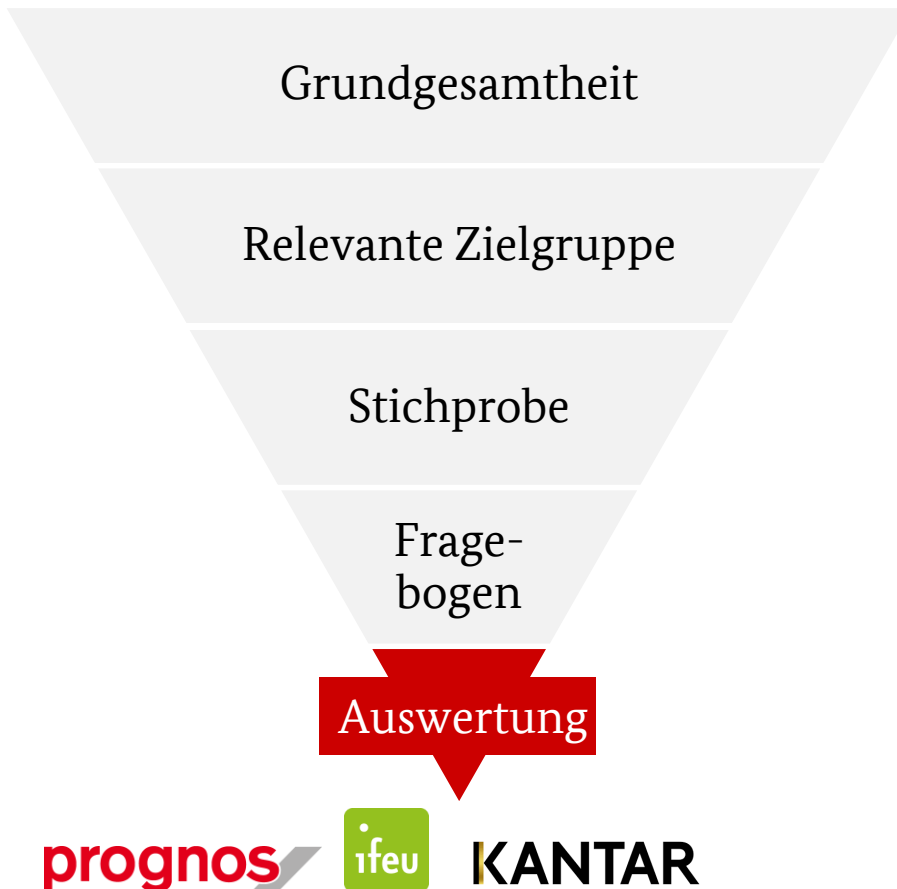 Grundgesamtheit
Relevante Zielgruppe
Stichprobe
Frage-
bogen
Auswertung
prognos
ifeu
KANTAR